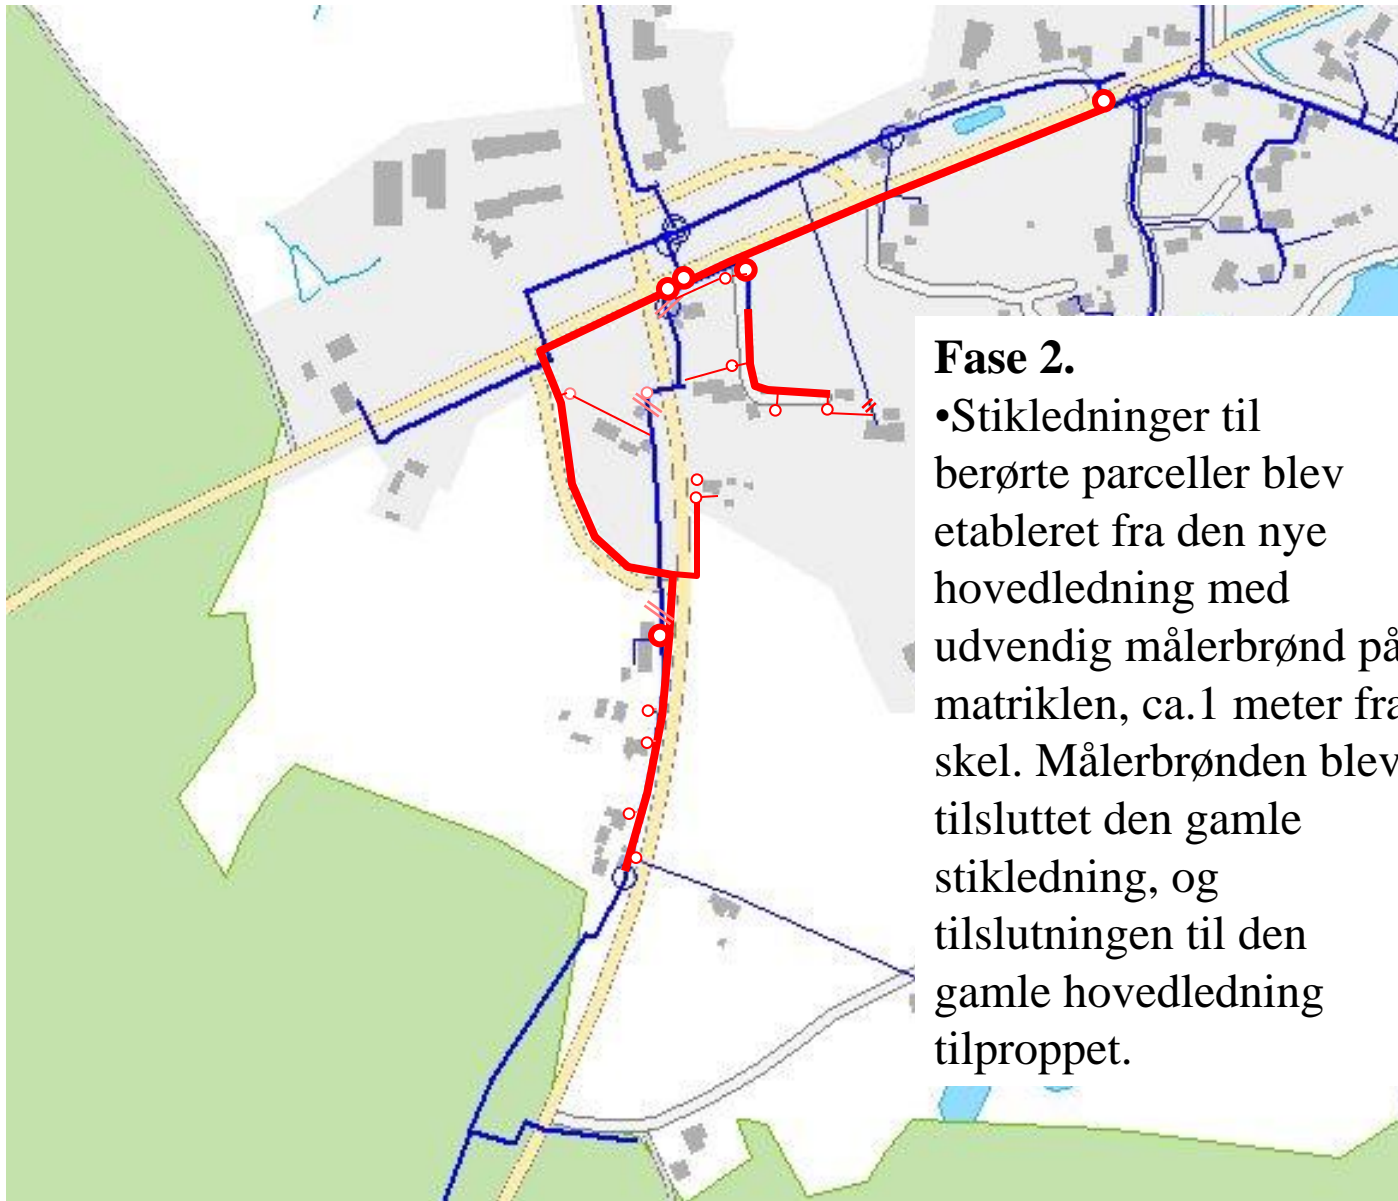 Fase 2.
•Stikledninger til
berørte parceller blev
etableret fra den nye
hovedledning med
udvendig målerbrønd på
matriklen, ca.1 meter fra
skel. Målerbrønden blev
tilsluttet den gamle
stikledning, og
tilslutningen til den
gamle hovedledning
tilproppet.